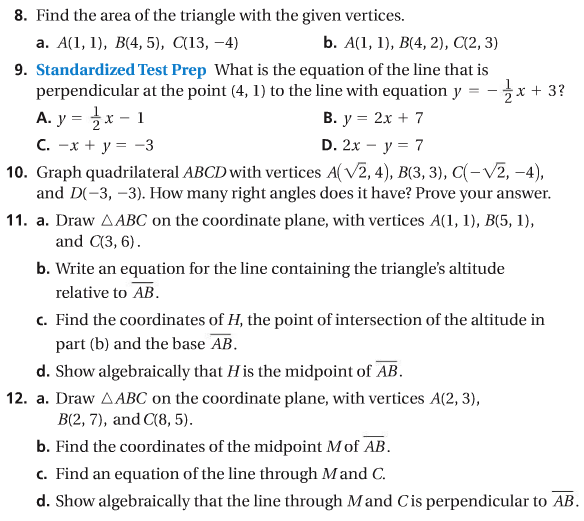 8. Find the area of the triangle with the given vertices.
a. A(1, 1), B(4, 5), C(13, −4) b. A(1, 1), B(4, 2), C(2, 3)
9. Standardized Test Prep What is the equation of the line that is
perpendicular at the point (4, 1) to the line with equation y = −1/2 x + 3?
A. y = 1/2 x − 1 B. y = 2x + 7
C. −x + y = −3 D. 2x − y = 7
10. Graph quadrilateral ABCD with vertices A(√2, 4), B(3, 3), C(−√2, −4),
and D(−3, −3). How many right angles does it have? Prove your answer.
11. a. Draw △ABC on the coordinate plane, with vertices A(1, 1), B(5, 1),
and C(3, 6).
b. Write an equation for the line containing the triangle's altitude
relative to A̅B̅.
c. Find the coordinates of H, the point of intersection of the altitude in
part (b) and the base A̅B̅.
d. Show algebraically that H is the midpoint of A̅B̅.
12. a. Draw △ABC on the coordinate plane, with vertices A(2, 3),
B(2, 7), and C(8, 5).
b. Find the coordinates of the midpoint M of A̅B̅.
c. Find an equation of the line through M and C.
d. Show algebraically that the line through M and C is perpendicular to A̅B̅.